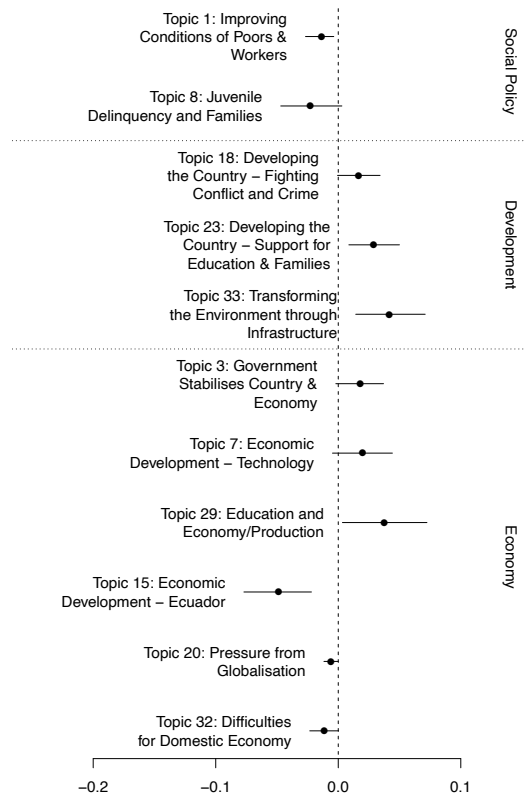 Topic 1: Improving
Conditions of Poors &
Workers
Topic 8: Juvenile
Delinquency and Families
Social Policy
Topic 18: Developing
the Country – Fighting
Conflict and Crime
Topic 23: Developing the
Country – Support for
Education & Families
Topic 33: Transforming
the Environment through
Infrastructure
Development
Topic 3: Government
Stabilises Country &
Economy
Topic 7: Economic
Development – Technology
Topic 29: Education and
Economy/Production
Topic 15: Economic
Development – Ecuador
Topic 20: Pressure from
Globalisation
Topic 32: Difficulties
for Domestic Economy
Economy
−0.2 −0.1 0.0 0.1